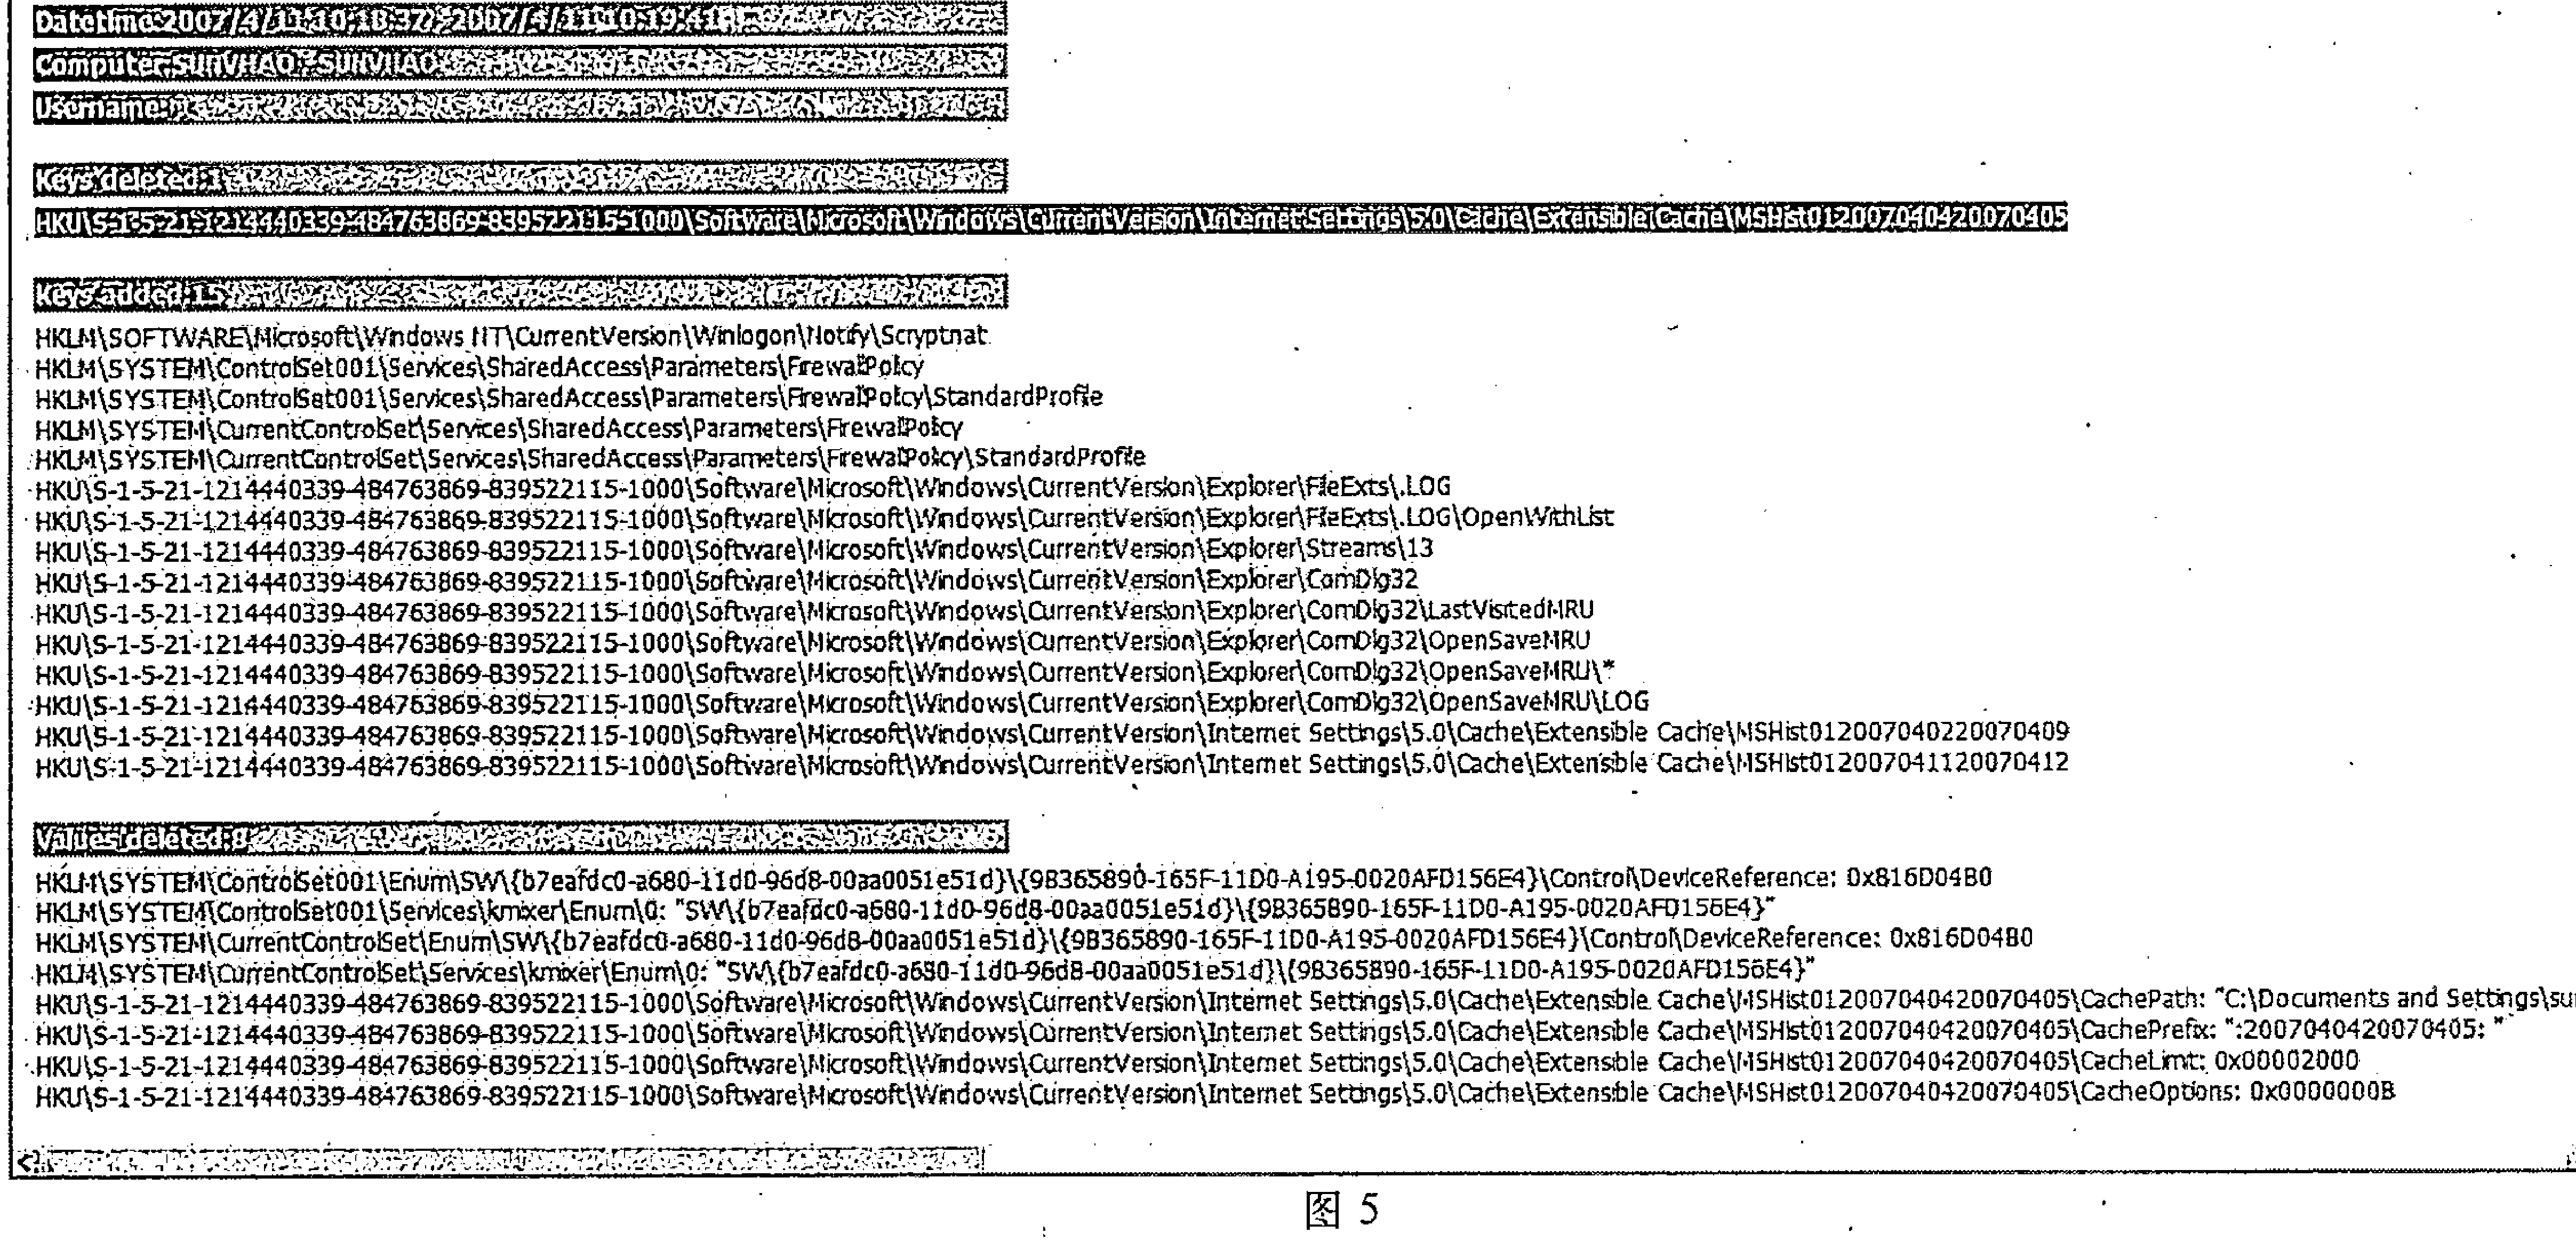 Datetime:2007/4/11 10:18:37, 2007/4/11 10:19:41
Computer:SUNVHAO, SUNVHAO
Username:
Keys deleted:1
HKU\S-1-5-21-1214440339-484763869-839522115-1000\Software\Microsoft\Windows\CurrentVersion\Internet Settings\5.0\Cache\Extensible Cache\MSHist012007040420070405
Keys added:15
HKLM\SOFTWARE\Microsoft\Windows NT\CurrentVersion\Winlogon\Notify\Scryptnat
HKLM\SYSTEM\ControlSet001\Services\SharedAccess\Parameters\FirewallPolicy
HKLM\SYSTEM\ControlSet001\Services\SharedAccess\Parameters\FirewallPolicy\StandardProfile
HKLM\SYSTEM\CurrentControlSet\Services\SharedAccess\Parameters\FirewallPolicy
HKLM\SYSTEM\CurrentControlSet\Services\SharedAccess\Parameters\FirewallPolicy\StandardProfile
HKU\S-1-5-21-1214440339-484763869-839522115-1000\Software\Microsoft\Windows\CurrentVersion\Explorer\FileExts\.LOG
HKU\S-1-5-21-1214440339-484763869-839522115-1000\Software\Microsoft\Windows\CurrentVersion\Explorer\FileExts\.LOG\OpenWithList
HKU\S-1-5-21-1214440339-484763869-839522115-1000\Software\Microsoft\Windows\CurrentVersion\Explorer\Streams\13
HKU\S-1-5-21-1214440339-484763869-839522115-1000\Software\Microsoft\Windows\CurrentVersion\Explorer\ComDlg32
HKU\S-1-5-21-1214440339-484763869-839522115-1000\Software\Microsoft\Windows\CurrentVersion\Explorer\ComDlg32\LastVisitedMRU
HKU\S-1-5-21-1214440339-484763869-839522115-1000\Software\Microsoft\Windows\CurrentVersion\Explorer\ComDlg32\OpenSaveMRU
HKU\S-1-5-21-1214440339-484763869-839522115-1000\Software\Microsoft\Windows\CurrentVersion\Explorer\ComDlg32\OpenSaveMRU\*
HKU\S-1-5-21-1214440339-484763869-839522115-1000\Software\Microsoft\Windows\CurrentVersion\Explorer\ComDlg32\OpenSaveMRU\LOG
HKU\S-1-5-21-1214440339-484763869-839522115-1000\Software\Microsoft\Windows\CurrentVersion\Internet Settings\5.0\Cache\Extensible Cache\MSHist012007040220070409
HKU\S-1-5-21-1214440339-484763869-839522115-1000\Software\Microsoft\Windows\CurrentVersion\Internet Settings\5.0\Cache\Extensible Cache\MSHist012007041120070412
Values deleted:8
HKLM\SYSTEM\ControlSet001\Enum\SW\{b7eafdc0-a680-11d0-96d8-00aa0051e51d}\{9B365890-165F-11D0-A195-0020AFD156E4}\Control\DeviceReference: 0x816D04B0
HKLM\SYSTEM\ControlSet001\Services\kmixer\Enum\0: "SW\{b7eafdc0-a680-11d0-96d8-00aa0051e51d}\{9B365890-165F-11D0-A195-0020AFD156E4}"
HKLM\SYSTEM\CurrentControlSet\Enum\SW\{b7eafdc0-a680-11d0-96d8-00aa0051e51d}\{9B365890-165F-11D0-A195-0020AFD156E4}\Control\DeviceReference: 0x816D04B0
HKLM\SYSTEM\CurrentControlSet\Services\kmixer\Enum\0: "SW\{b7eafdc0-a680-11d0-96d8-00aa0051e51d}\{9B365890-165F-11D0-A195-0020AFD156E4}"
HKU\S-1-5-21-1214440339-484763869-839522115-1000\Software\Microsoft\Windows\CurrentVersion\Internet Settings\5.0\Cache\Extensible Cache\MSHist012007040420070405\CachePath: "C:\Documents and Settings\su
HKU\S-1-5-21-1214440339-484763869-839522115-1000\Software\Microsoft\Windows\CurrentVersion\Internet Settings\5.0\Cache\Extensible Cache\MSHist012007040420070405\CachePrefix: ":2007040420070405: "
HKU\S-1-5-21-1214440339-484763869-839522115-1000\Software\Microsoft\Windows\CurrentVersion\Internet Settings\5.0\Cache\Extensible Cache\MSHist012007040420070405\CacheLimit: 0x00002000
HKU\S-1-5-21-1214440339-484763869-839522115-1000\Software\Microsoft\Windows\CurrentVersion\Internet Settings\5.0\Cache\Extensible Cache\MSHist012007040420070405\CacheOptions: 0x0000000B
图 5